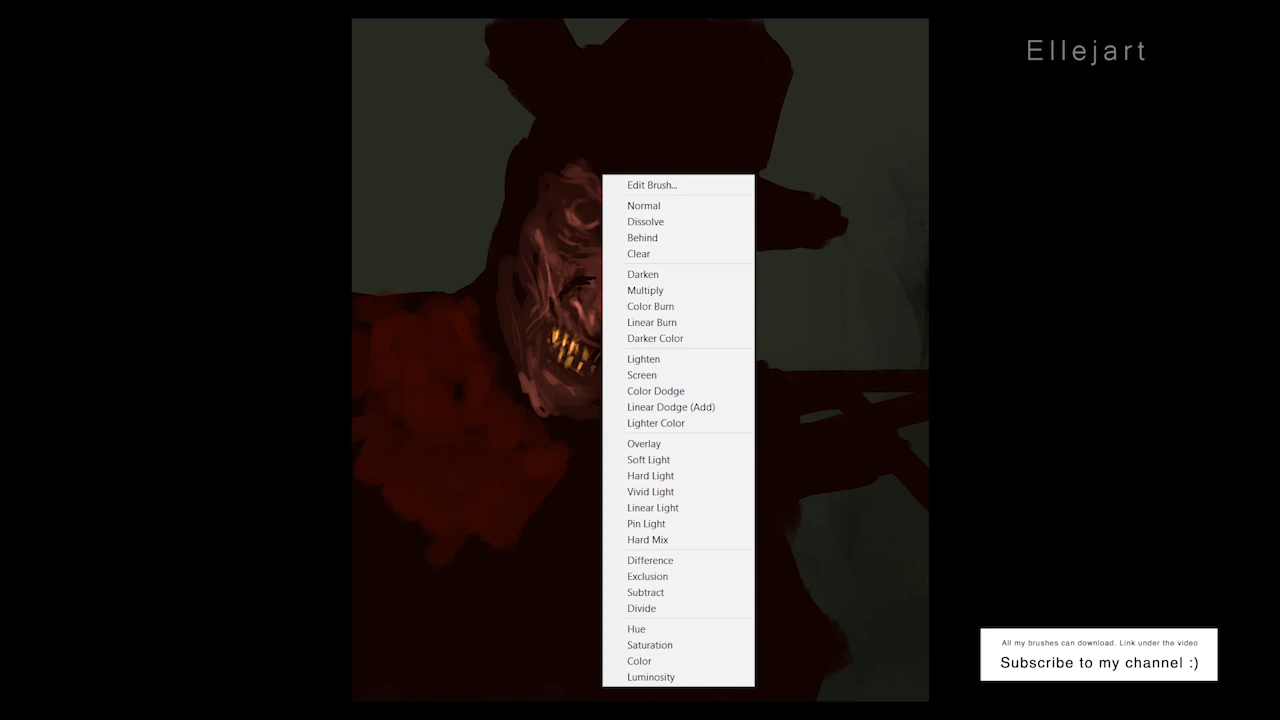 Ellejart
Edit Brush...
Normal
Dissolve
Behind
Clear
Darken
Multiply
Color Burn
Linear Burn
Darker Color
Lighten
Screen
Color Dodge
Linear Dodge (Add)
Lighter Color
Overlay
Soft Light
Hard Light
Vivid Light
Linear Light
Pin Light
Hard Mix
Difference
Exclusion
Subtract
Divide
Hue
Saturation
Color
Luminosity
All my brushes can download. Link under the video
Subscribe to my channel :)